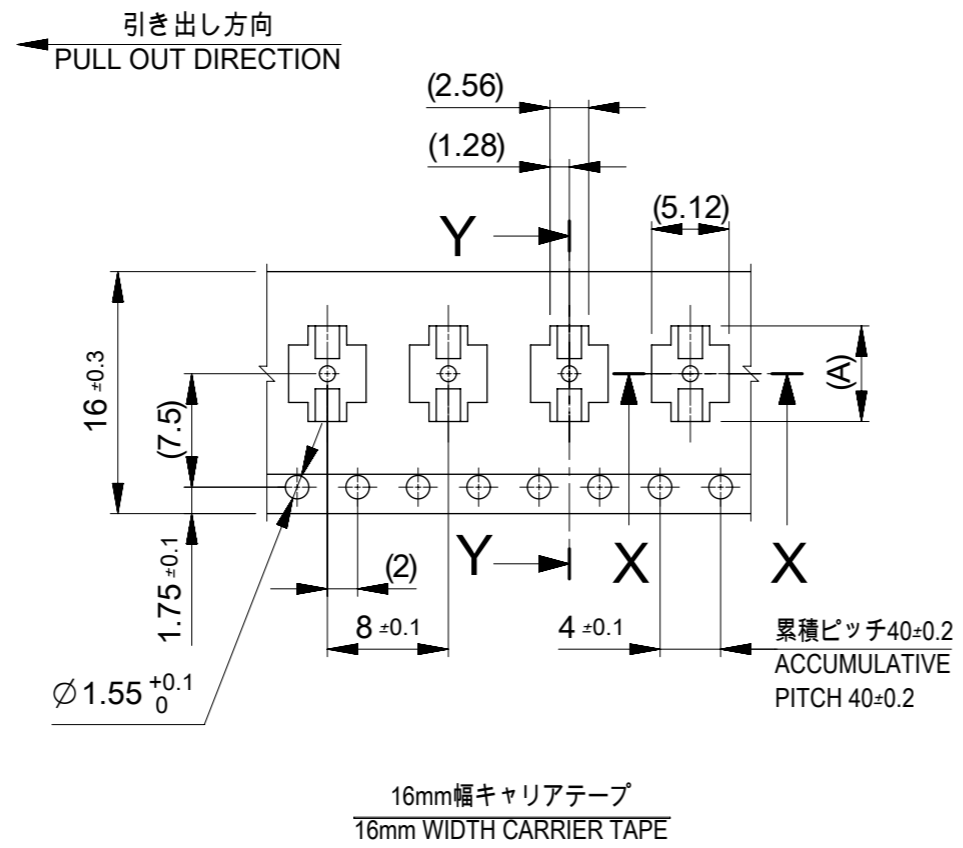 引き出し方向
PULL OUT DIRECTION
(2.56)
(1.28)
(5.12)
Y
16 ±0.3
(7.5)
(A)
1.75 ±0.1
Y
X
X
(2)
8 ±0.1
4 ±0.1
累積ピッチ40±0.2
ACCUMULATIVE
PITCH 40±0.2
∅1.55 +0.1 0
16mm幅キャリアテープ
16mm WIDTH CARRIER TAPE